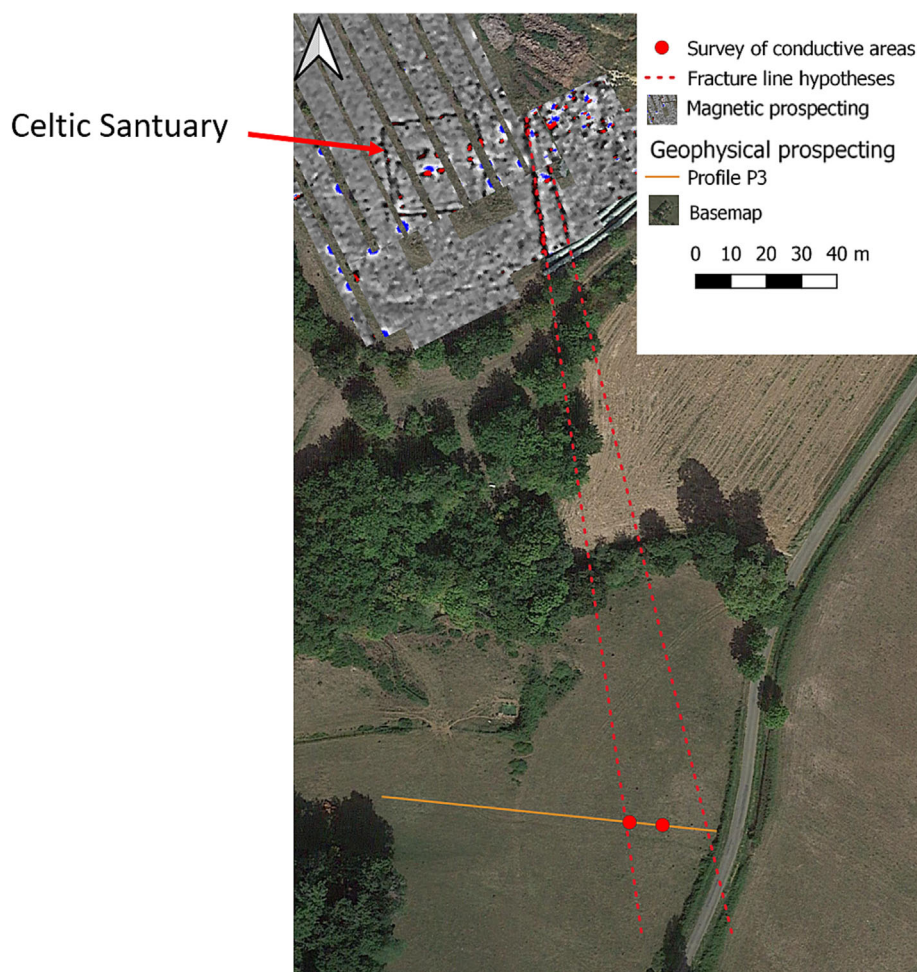 Celtic Santuary
Survey of conductive areas
Fracture line hypotheses
Magnetic prospecting
Geophysical prospecting
Profile P3
Basemap
0 10 20 30 40 m